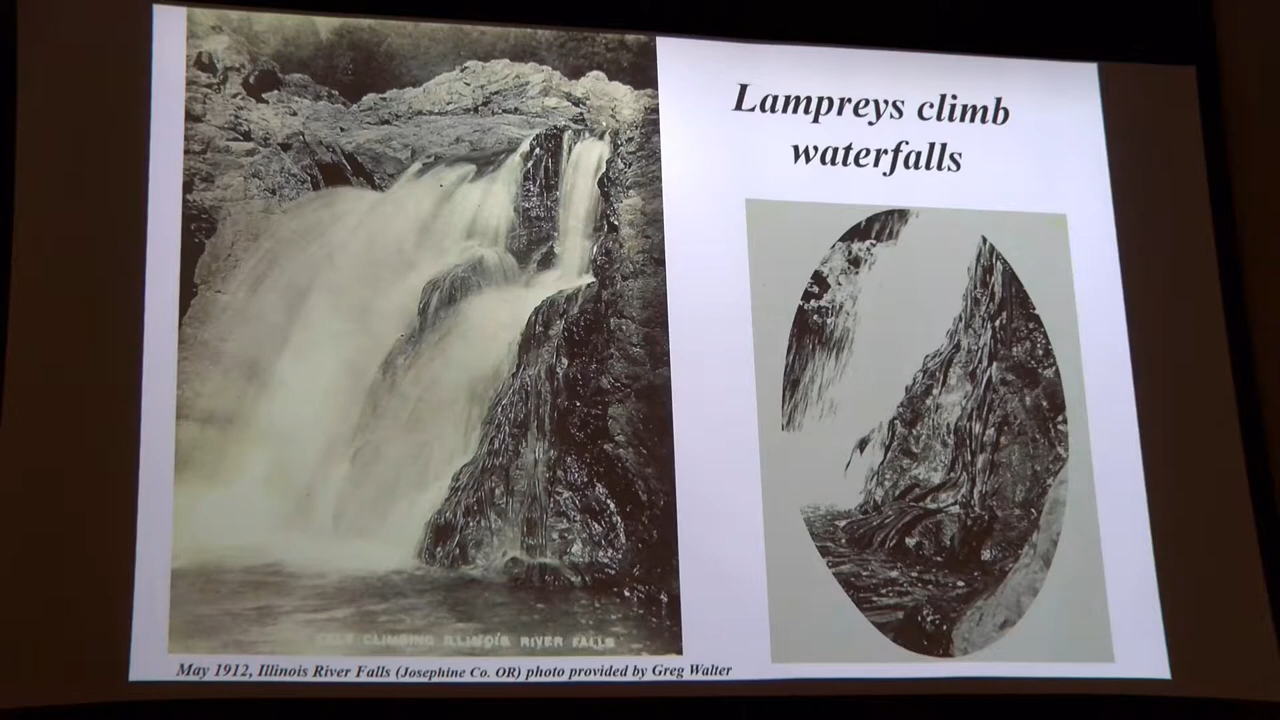 Lampreys climb
waterfalls
CLIMBING ILLINOIS RIVER FALLS
May 1912, Illinois River Falls (Josephine Co. OR) photo provided by Greg Walter